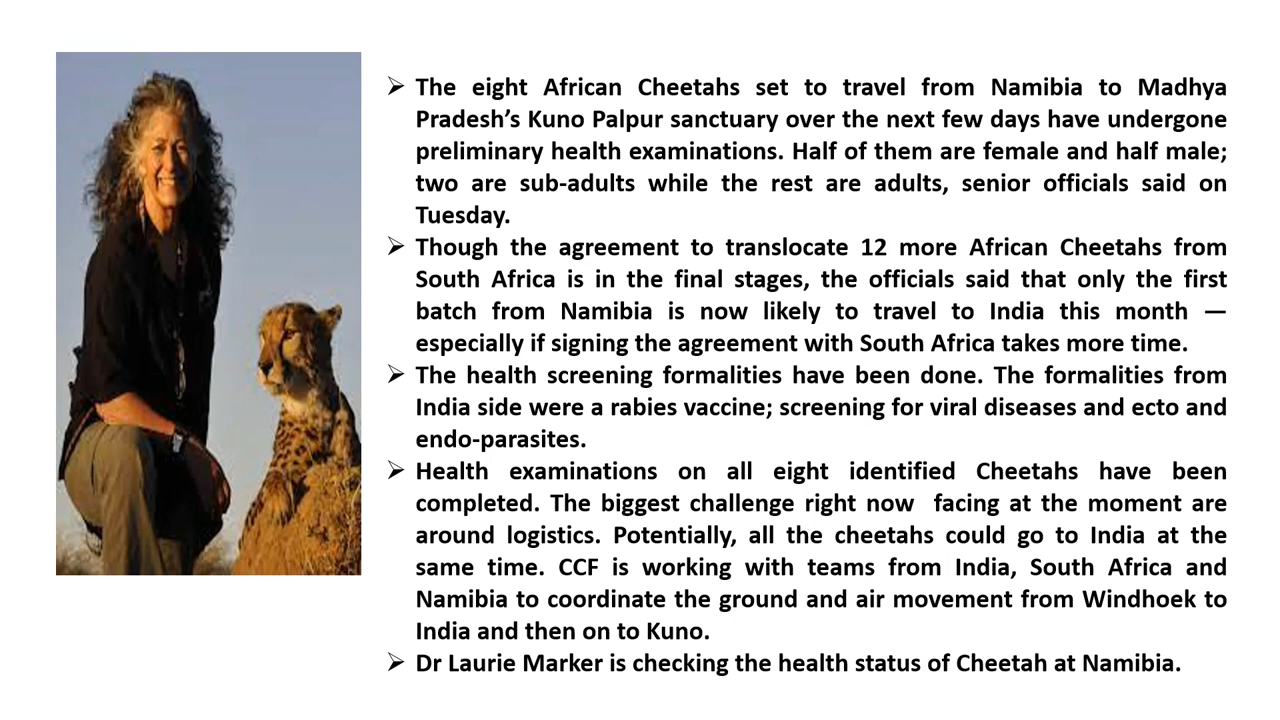 ➢ The eight African Cheetahs set to travel from Namibia to Madhya
Pradesh’s Kuno Palpur sanctuary over the next few days have undergone
preliminary health examinations. Half of them are female and half male;
two are sub-adults while the rest are adults, senior officials said on
Tuesday.
➢ Though the agreement to translocate 12 more African Cheetahs from
South Africa is in the final stages, the officials said that only the first
batch from Namibia is now likely to travel to India this month —
especially if signing the agreement with South Africa takes more time.
➢ The health screening formalities have been done. The formalities from
India side were a rabies vaccine; screening for viral diseases and ecto and
endo-parasites.
➢ Health examinations on all eight identified Cheetahs have been
completed. The biggest challenge right now  facing at the moment are
around logistics. Potentially, all the cheetahs could go to India at the
same time. CCF is working with teams from India, South Africa and
Namibia to coordinate the ground and air movement from Windhoek to
India and then on to Kuno.
➢ Dr Laurie Marker is checking the health status of Cheetah at Namibia.